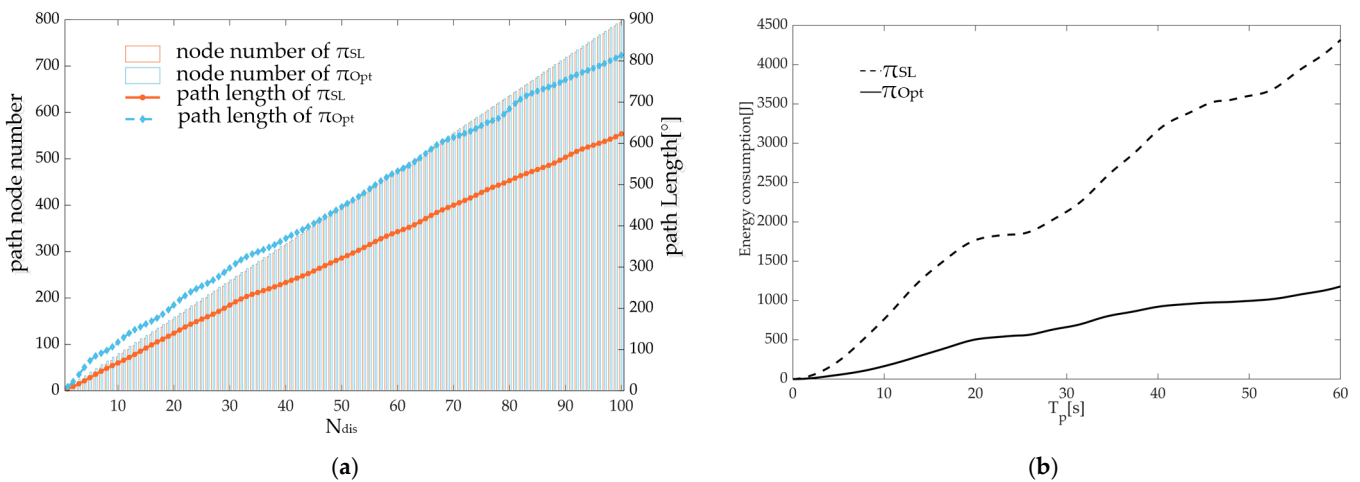 800
700
600
500
400
300
200
100
0
path node number
900
800
700
600
500
400
300
200
100
0
path Length[°]
node number of πSL
node number of πOpt
path length of πSL
path length of πOpt
10 20 30 40 50 60 70 80 90 100
Ndis
(a)
4500
4000
3500
3000
2500
2000
1500
1000
500
0
Energy consumption[J]
πSL
πOpt
0 10 20 30 40 50 60
Tp[s]
(b)